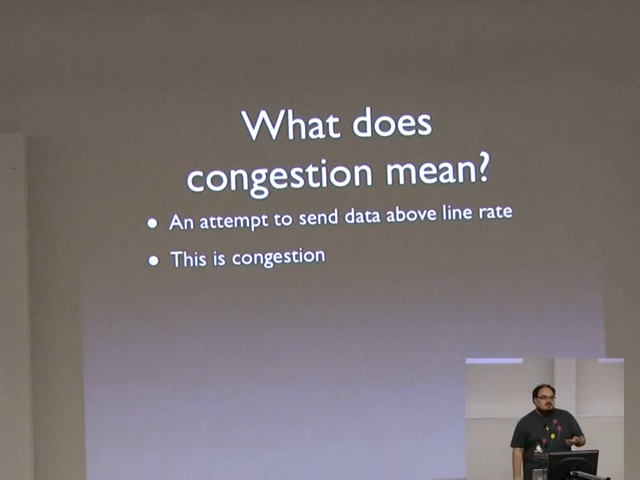 What does
congestion mean?
• An attempt to send data above line rate
• This is congestion